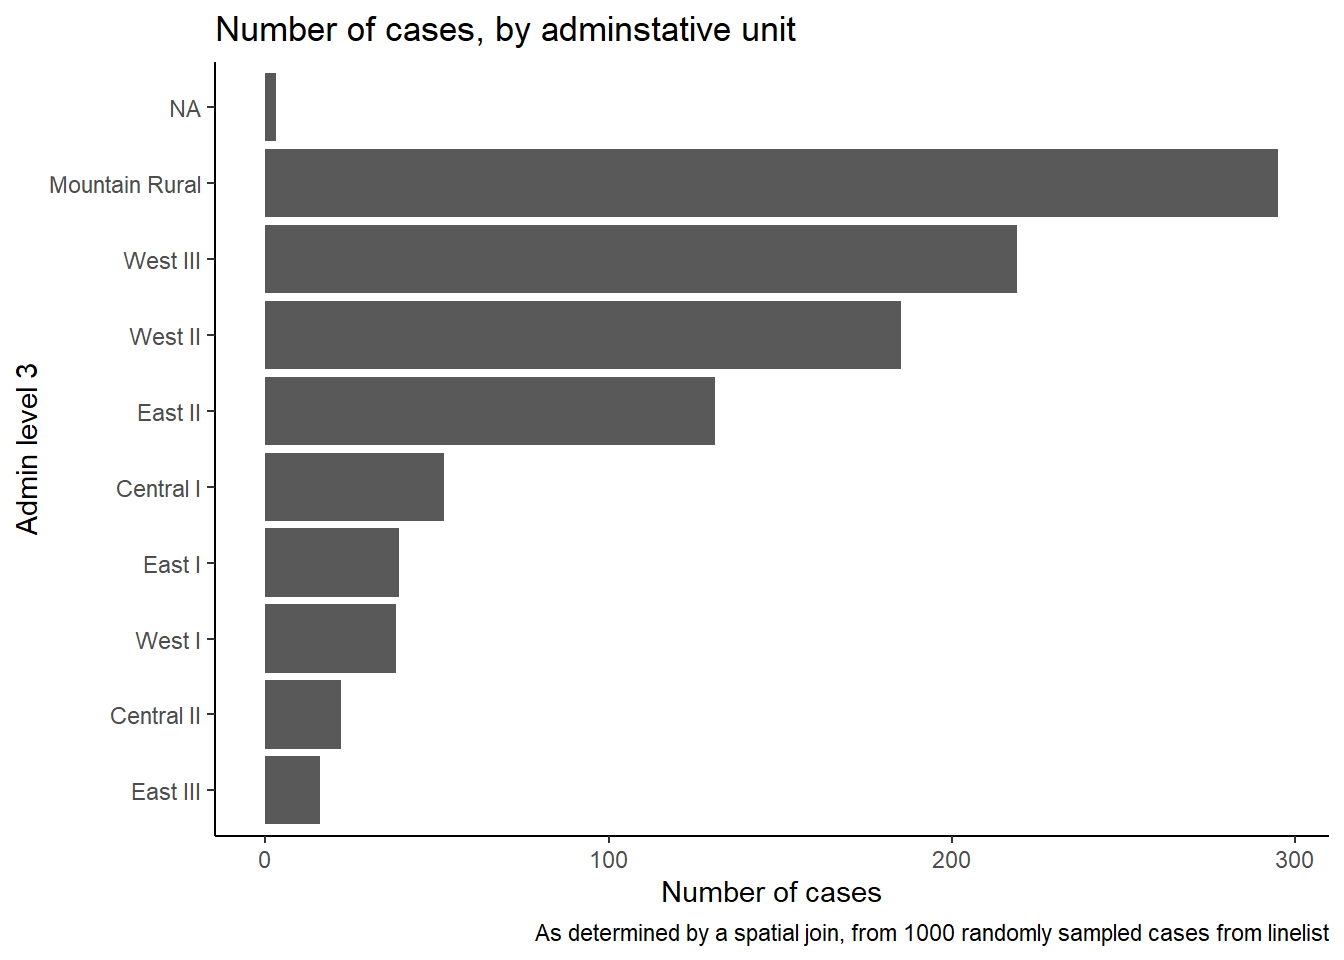 Number of cases, by adminstative unit
NA
Mountain Rural
West III
West II
East II
Central I
East I
West I
Central II
East III
Admin level 3
0 100 200 300
Number of cases
As determined by a spatial join, from 1000 randomly sampled cases from linelist